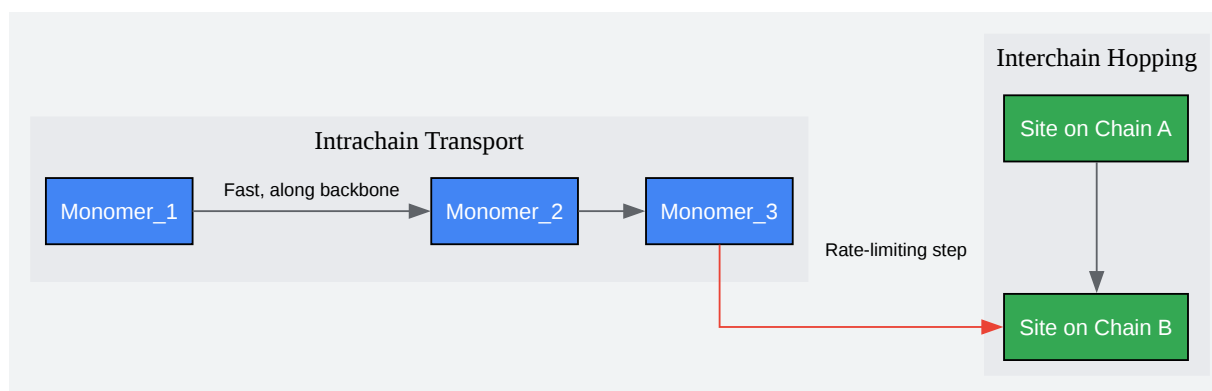 Interchain Hopping
Site on Chain A
Intrachain Transport
Monomer_1
Fast, along backbone
Monomer_2
Monomer_3
Rate-limiting step
Site on Chain B